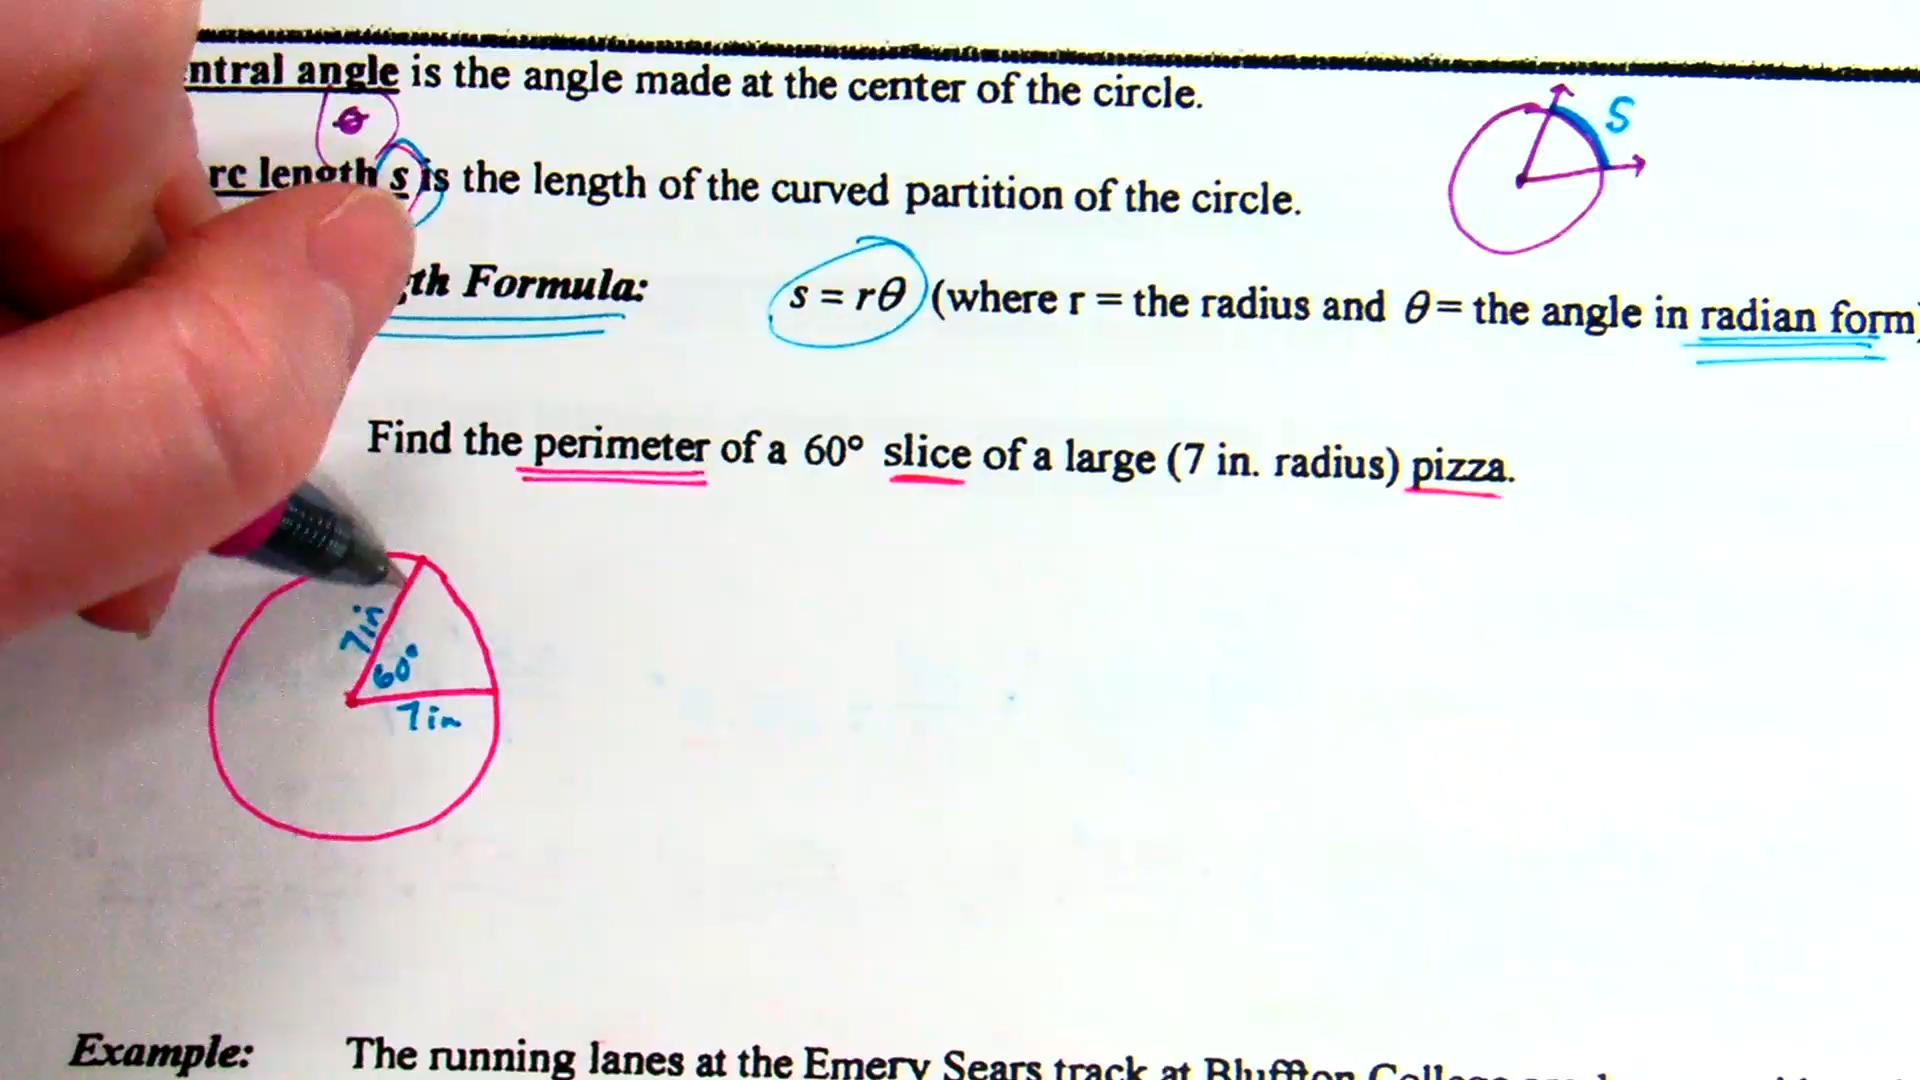 ntral angle is the angle made at the center of the circle.
θ
S
rc length s is the length of the curved partition of the circle.
th Formula: s = rθ (where r = the radius and θ = the angle in radian form)
Find the perimeter of a 60° slice of a large (7 in. radius) pizza.
7in
60°
7in
Example: The running lanes at the Emery Sears track at Bluffton College